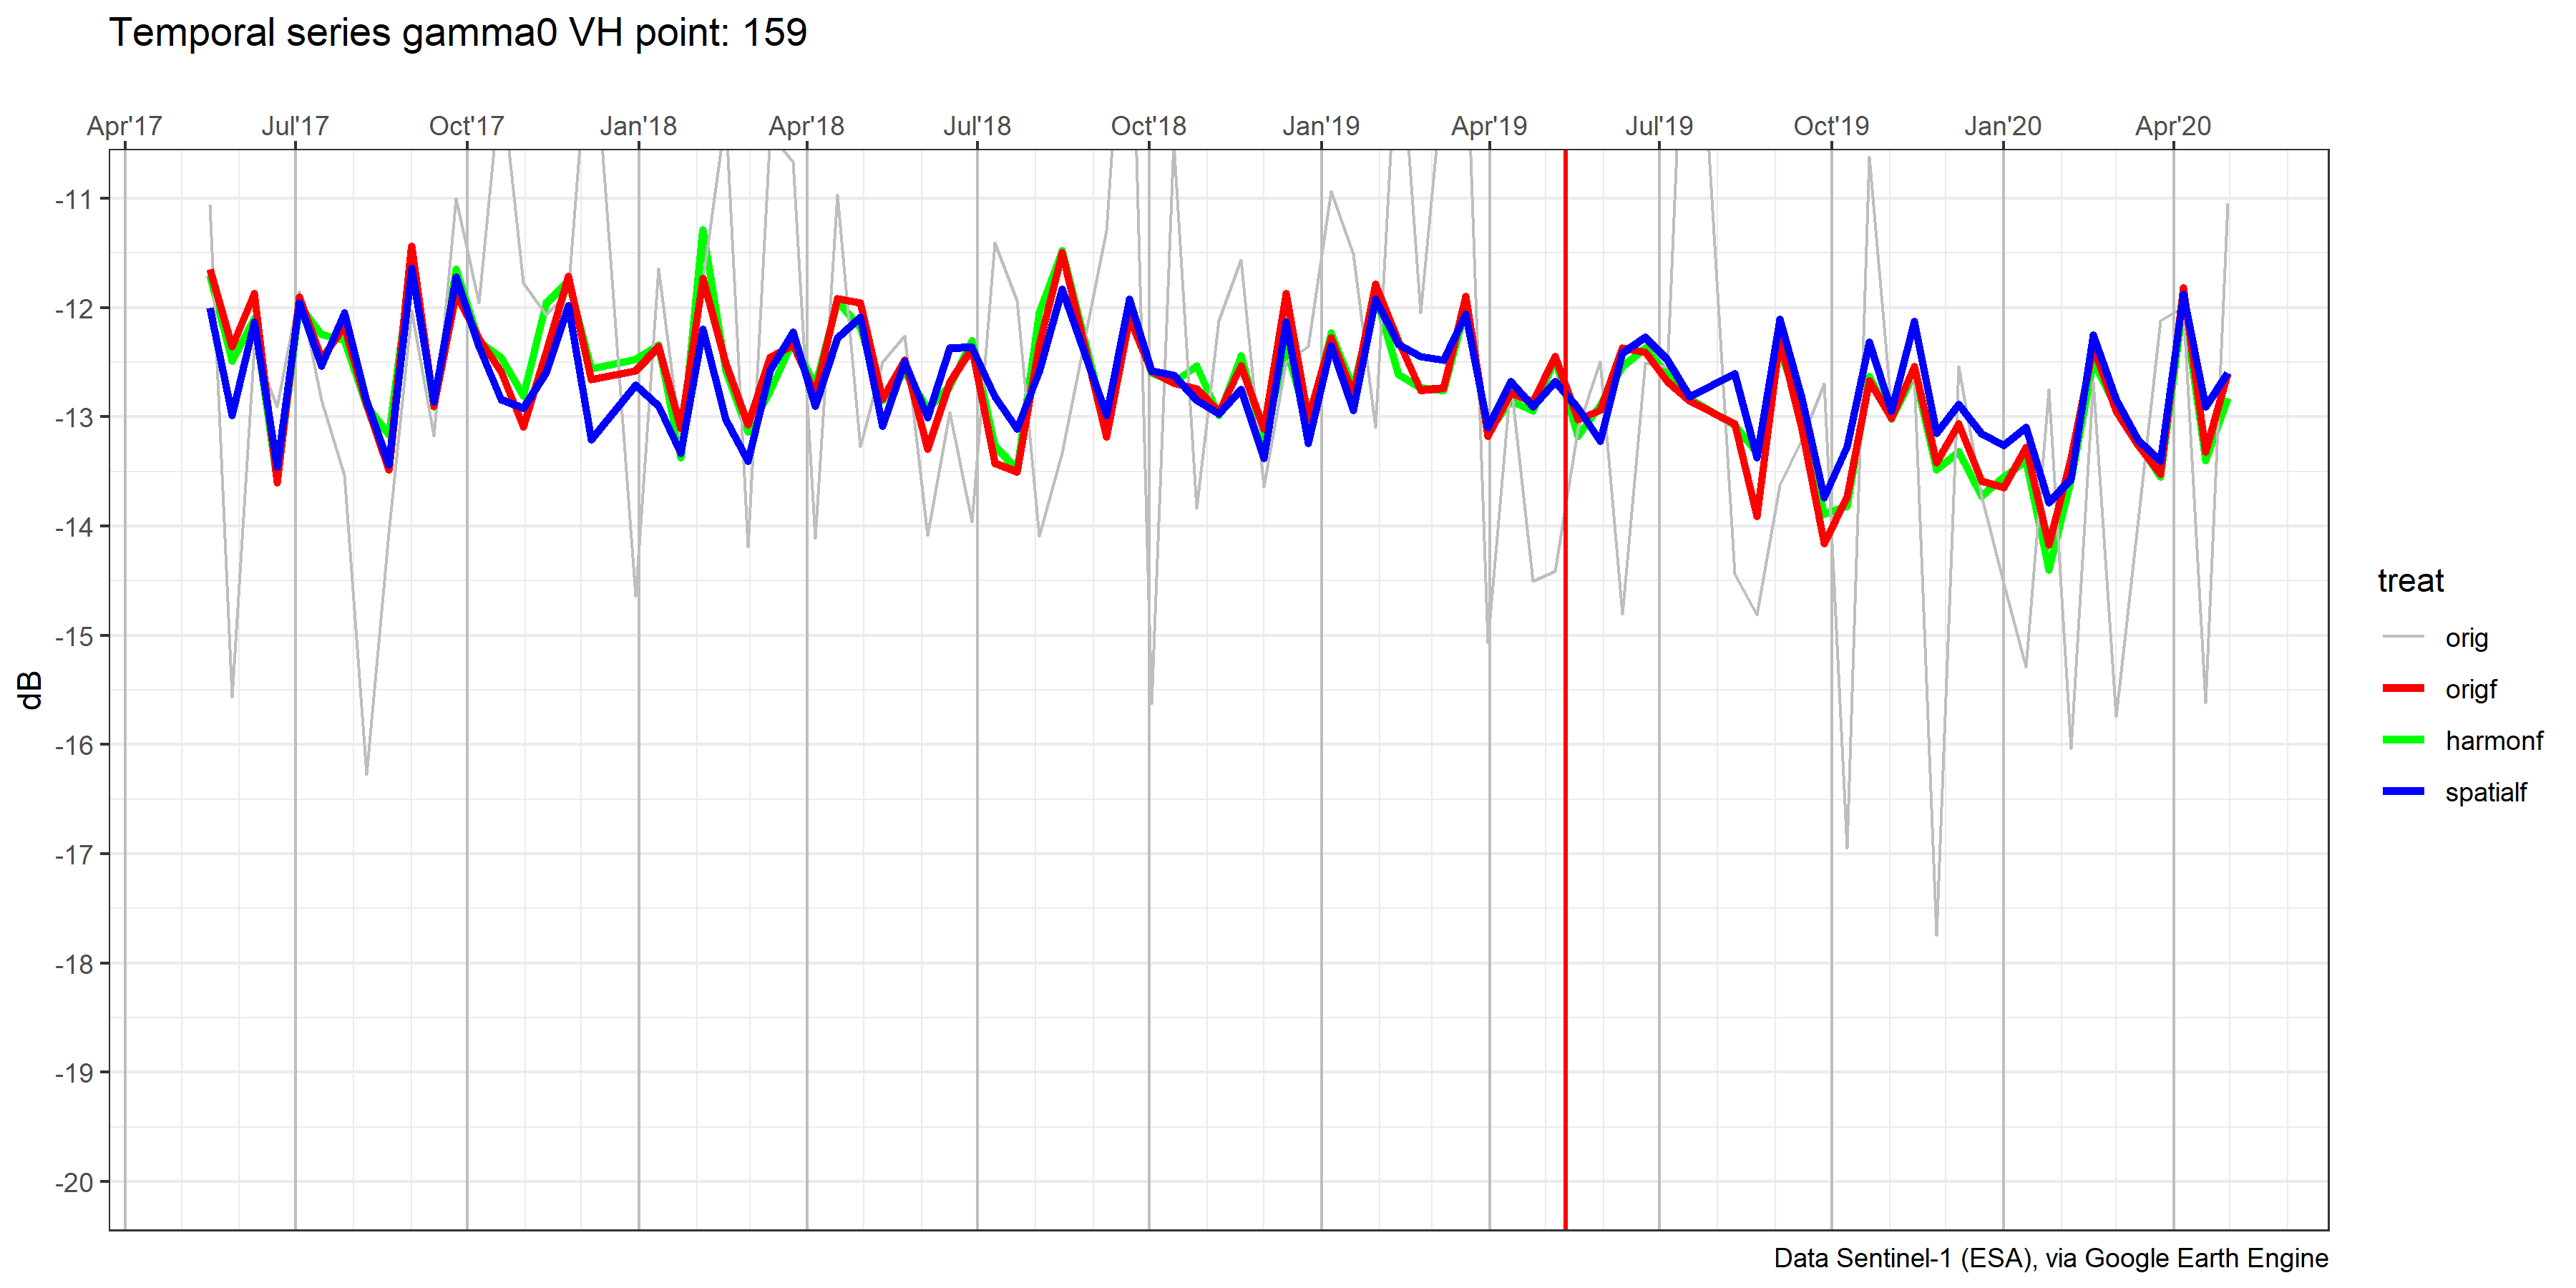 Temporal series gamma0 VH point: 159
Apr'17 Jul'17 Oct'17 Jan'18 Apr'18 Jul'18 Oct'18 Jan'19 Apr'19 Jul'19 Oct'19 Jan'20 Apr'20
-11
-12
-13
-14
-15
-16
-17
-18
-19
-20
dB
treat
orig
origf
harmonf
spatialf
Data Sentinel-1 (ESA), via Google Earth Engine